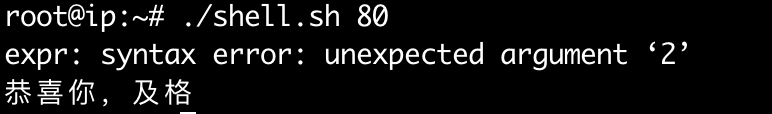 root@ip:~# ./shell.sh 80
expr: syntax error: unexpected argument ‘2’
恭喜你，及格